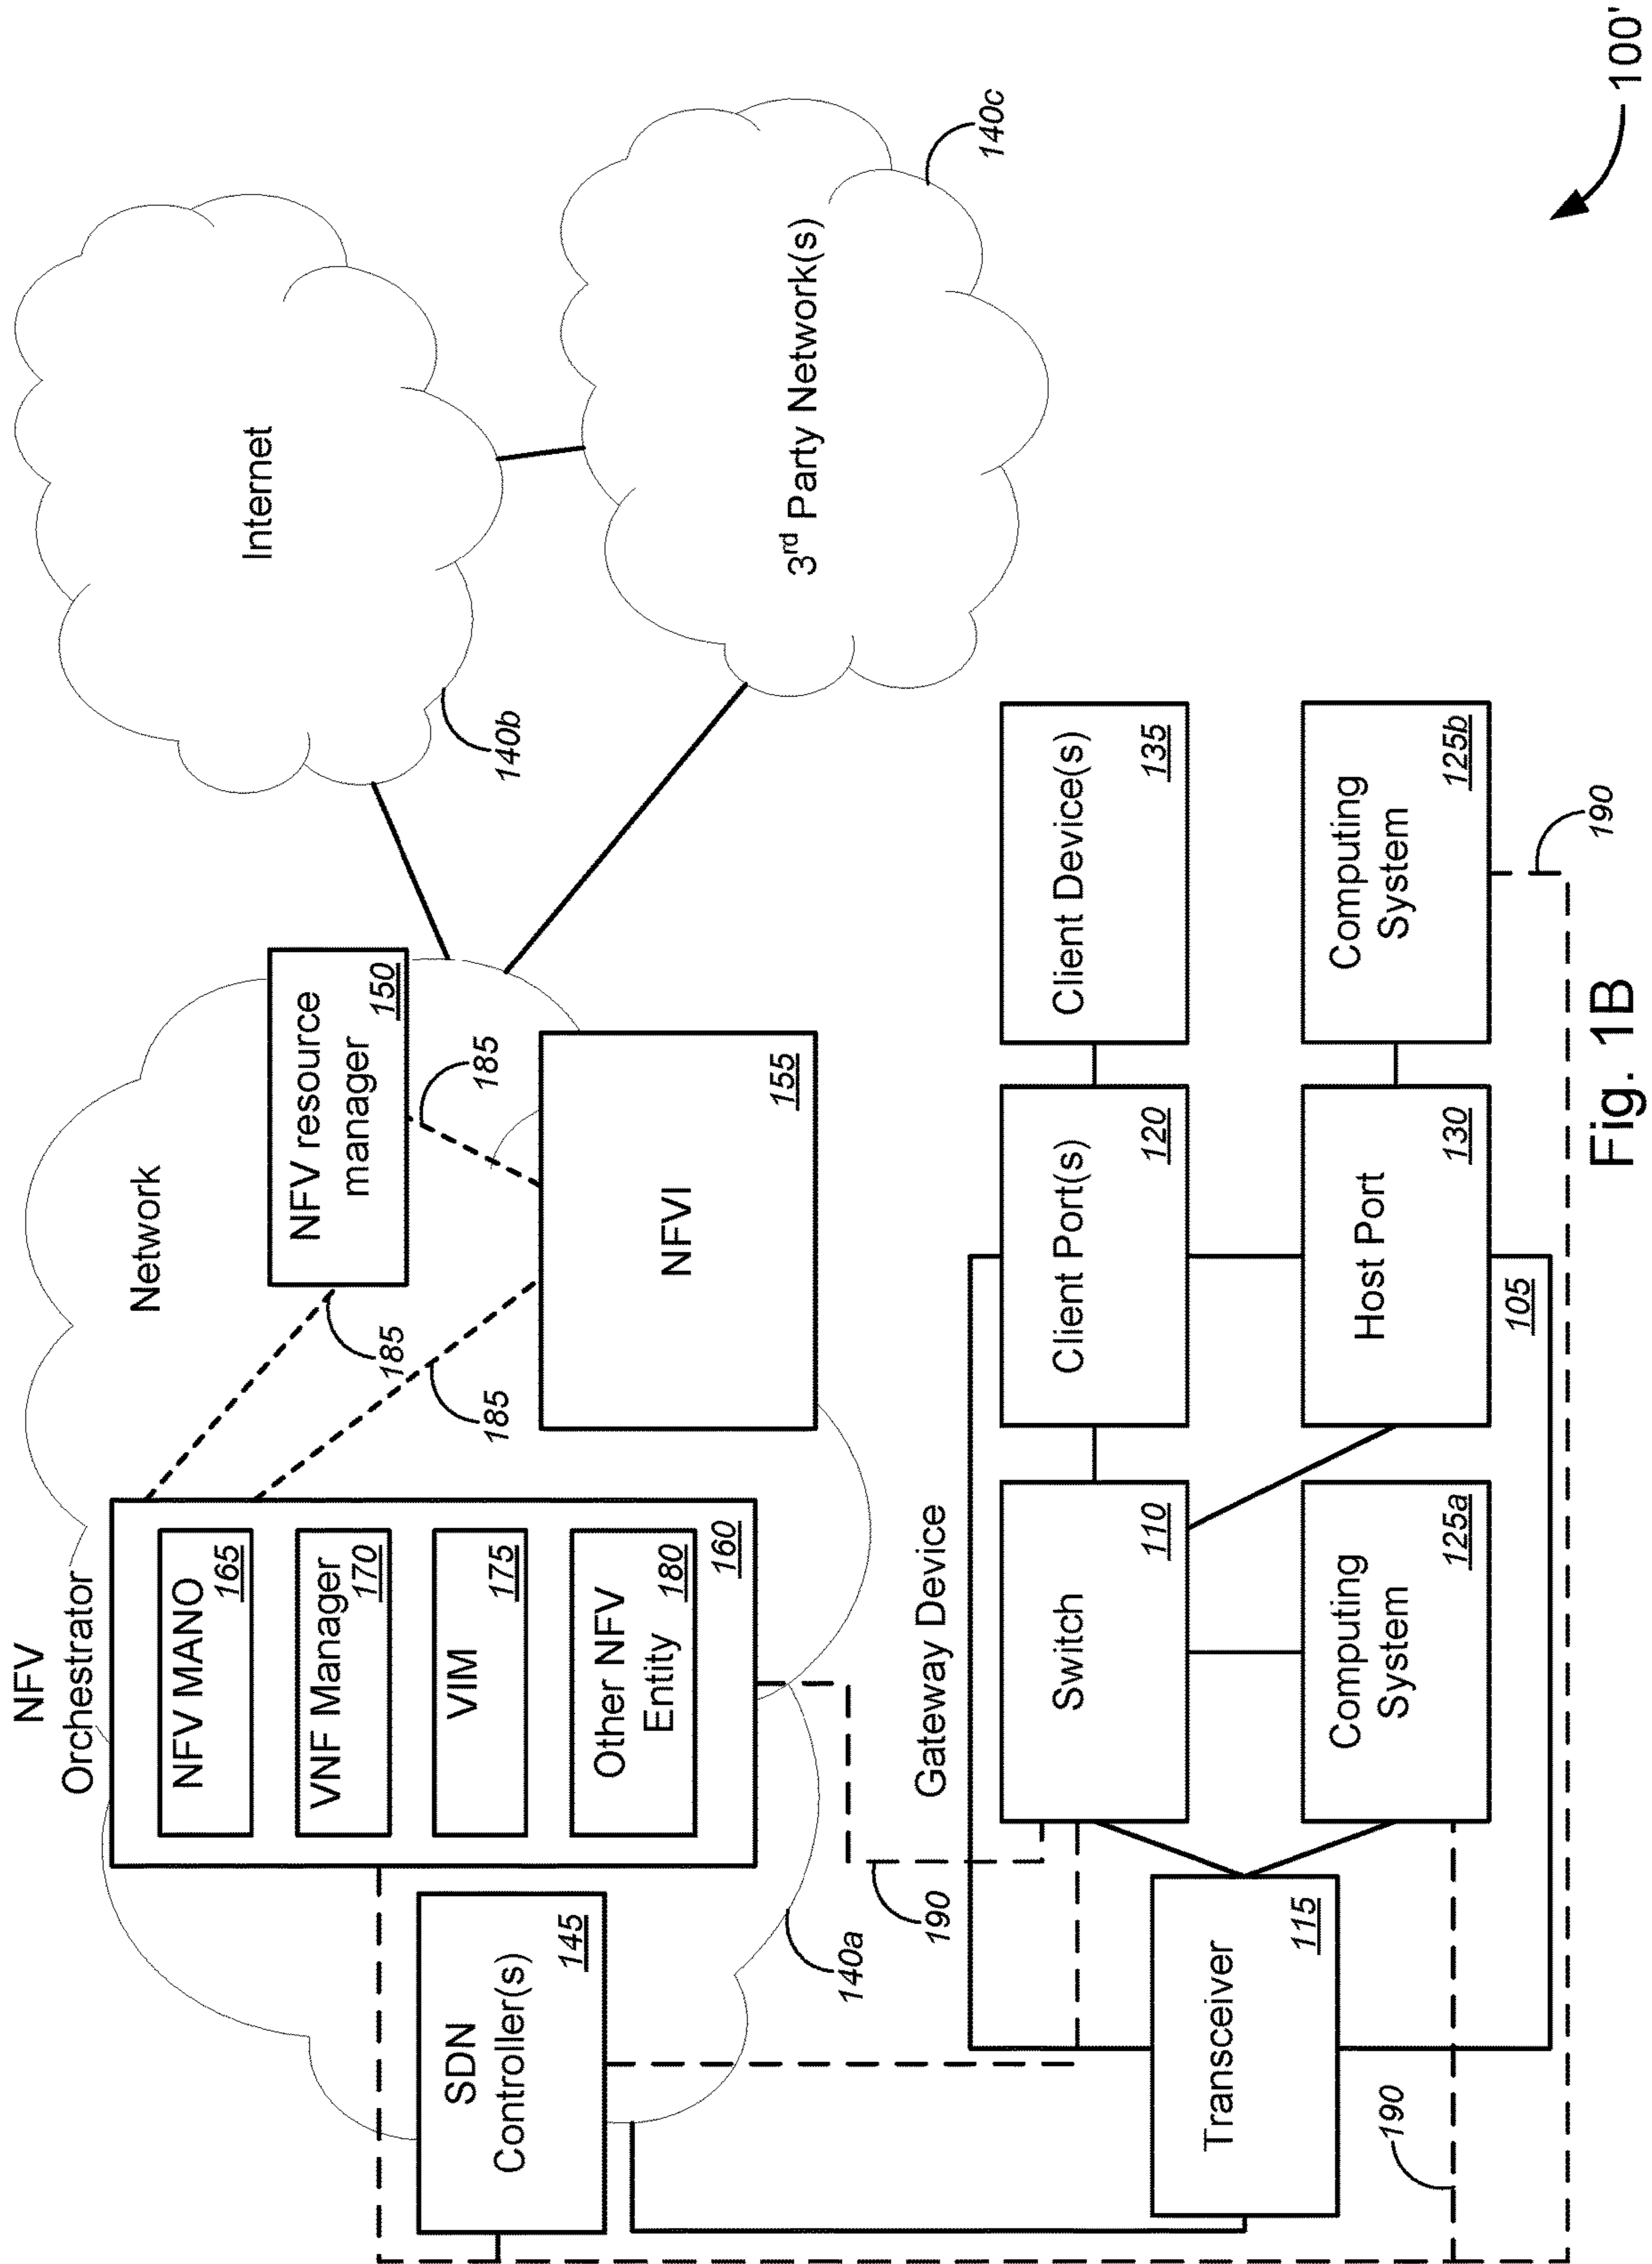 NFV
Orchestrator
NFV MANO
165
VNF Manager
170
VIM
175
Other NFV
Entity
180
160
SDN
Controller(s)
145
Network
NFV resource
manager
150
185
185
185
NFVI
155
140a
Internet
140b
3rd Party Network(s)
140c
190
Gateway Device
Transceiver
115
Switch
110
Client Port(s)
120
Client Device(s)
135
Computing
System
125a
Host Port
130
Computing
System
125b
105
190
190
100'
Fig. 1B